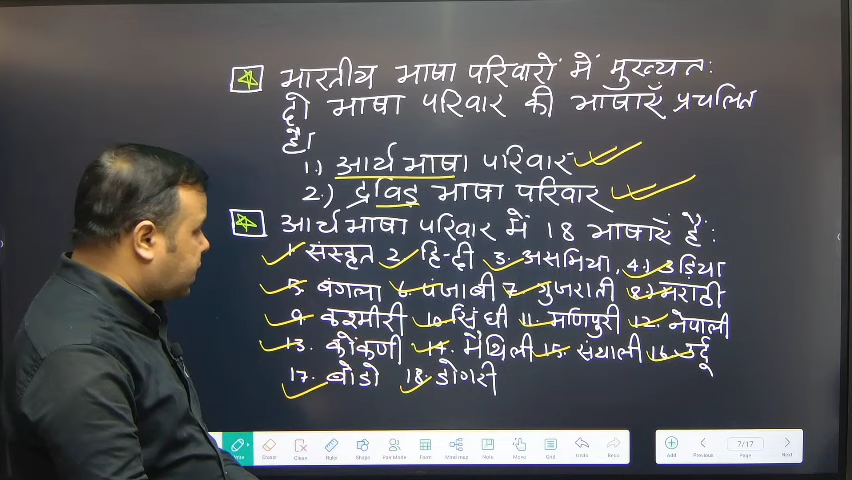 भारतीय भाषा परिवारों में मुख्यत:
दो भाषा परिवार की भाषाएँ प्रचलित
है।
1.) आर्य भाषा परिवार
2.) द्रविड़ भाषा परिवार
आर्य भाषा परिवार में 18 भाषाएं हैं:
1. संस्कृत 2. हिन्दी 3. असमिया, 4.) उड़िया
5. बंगला 6. पंजाबी 7. गुजराती 8.) मराठी
9. कश्मीरी 10. सिंधी 11. मणिपुरी 12. नेपाली
13. कोंकणी 14. मैथिली 15. संथाली 16. उर्दू
17. बोडो 18. डोगरी
Write Clear Clean Ruler Shape Pen Mode Form Mind map Note Move Grid Undo Redo Add Previous 7/17 Page Next